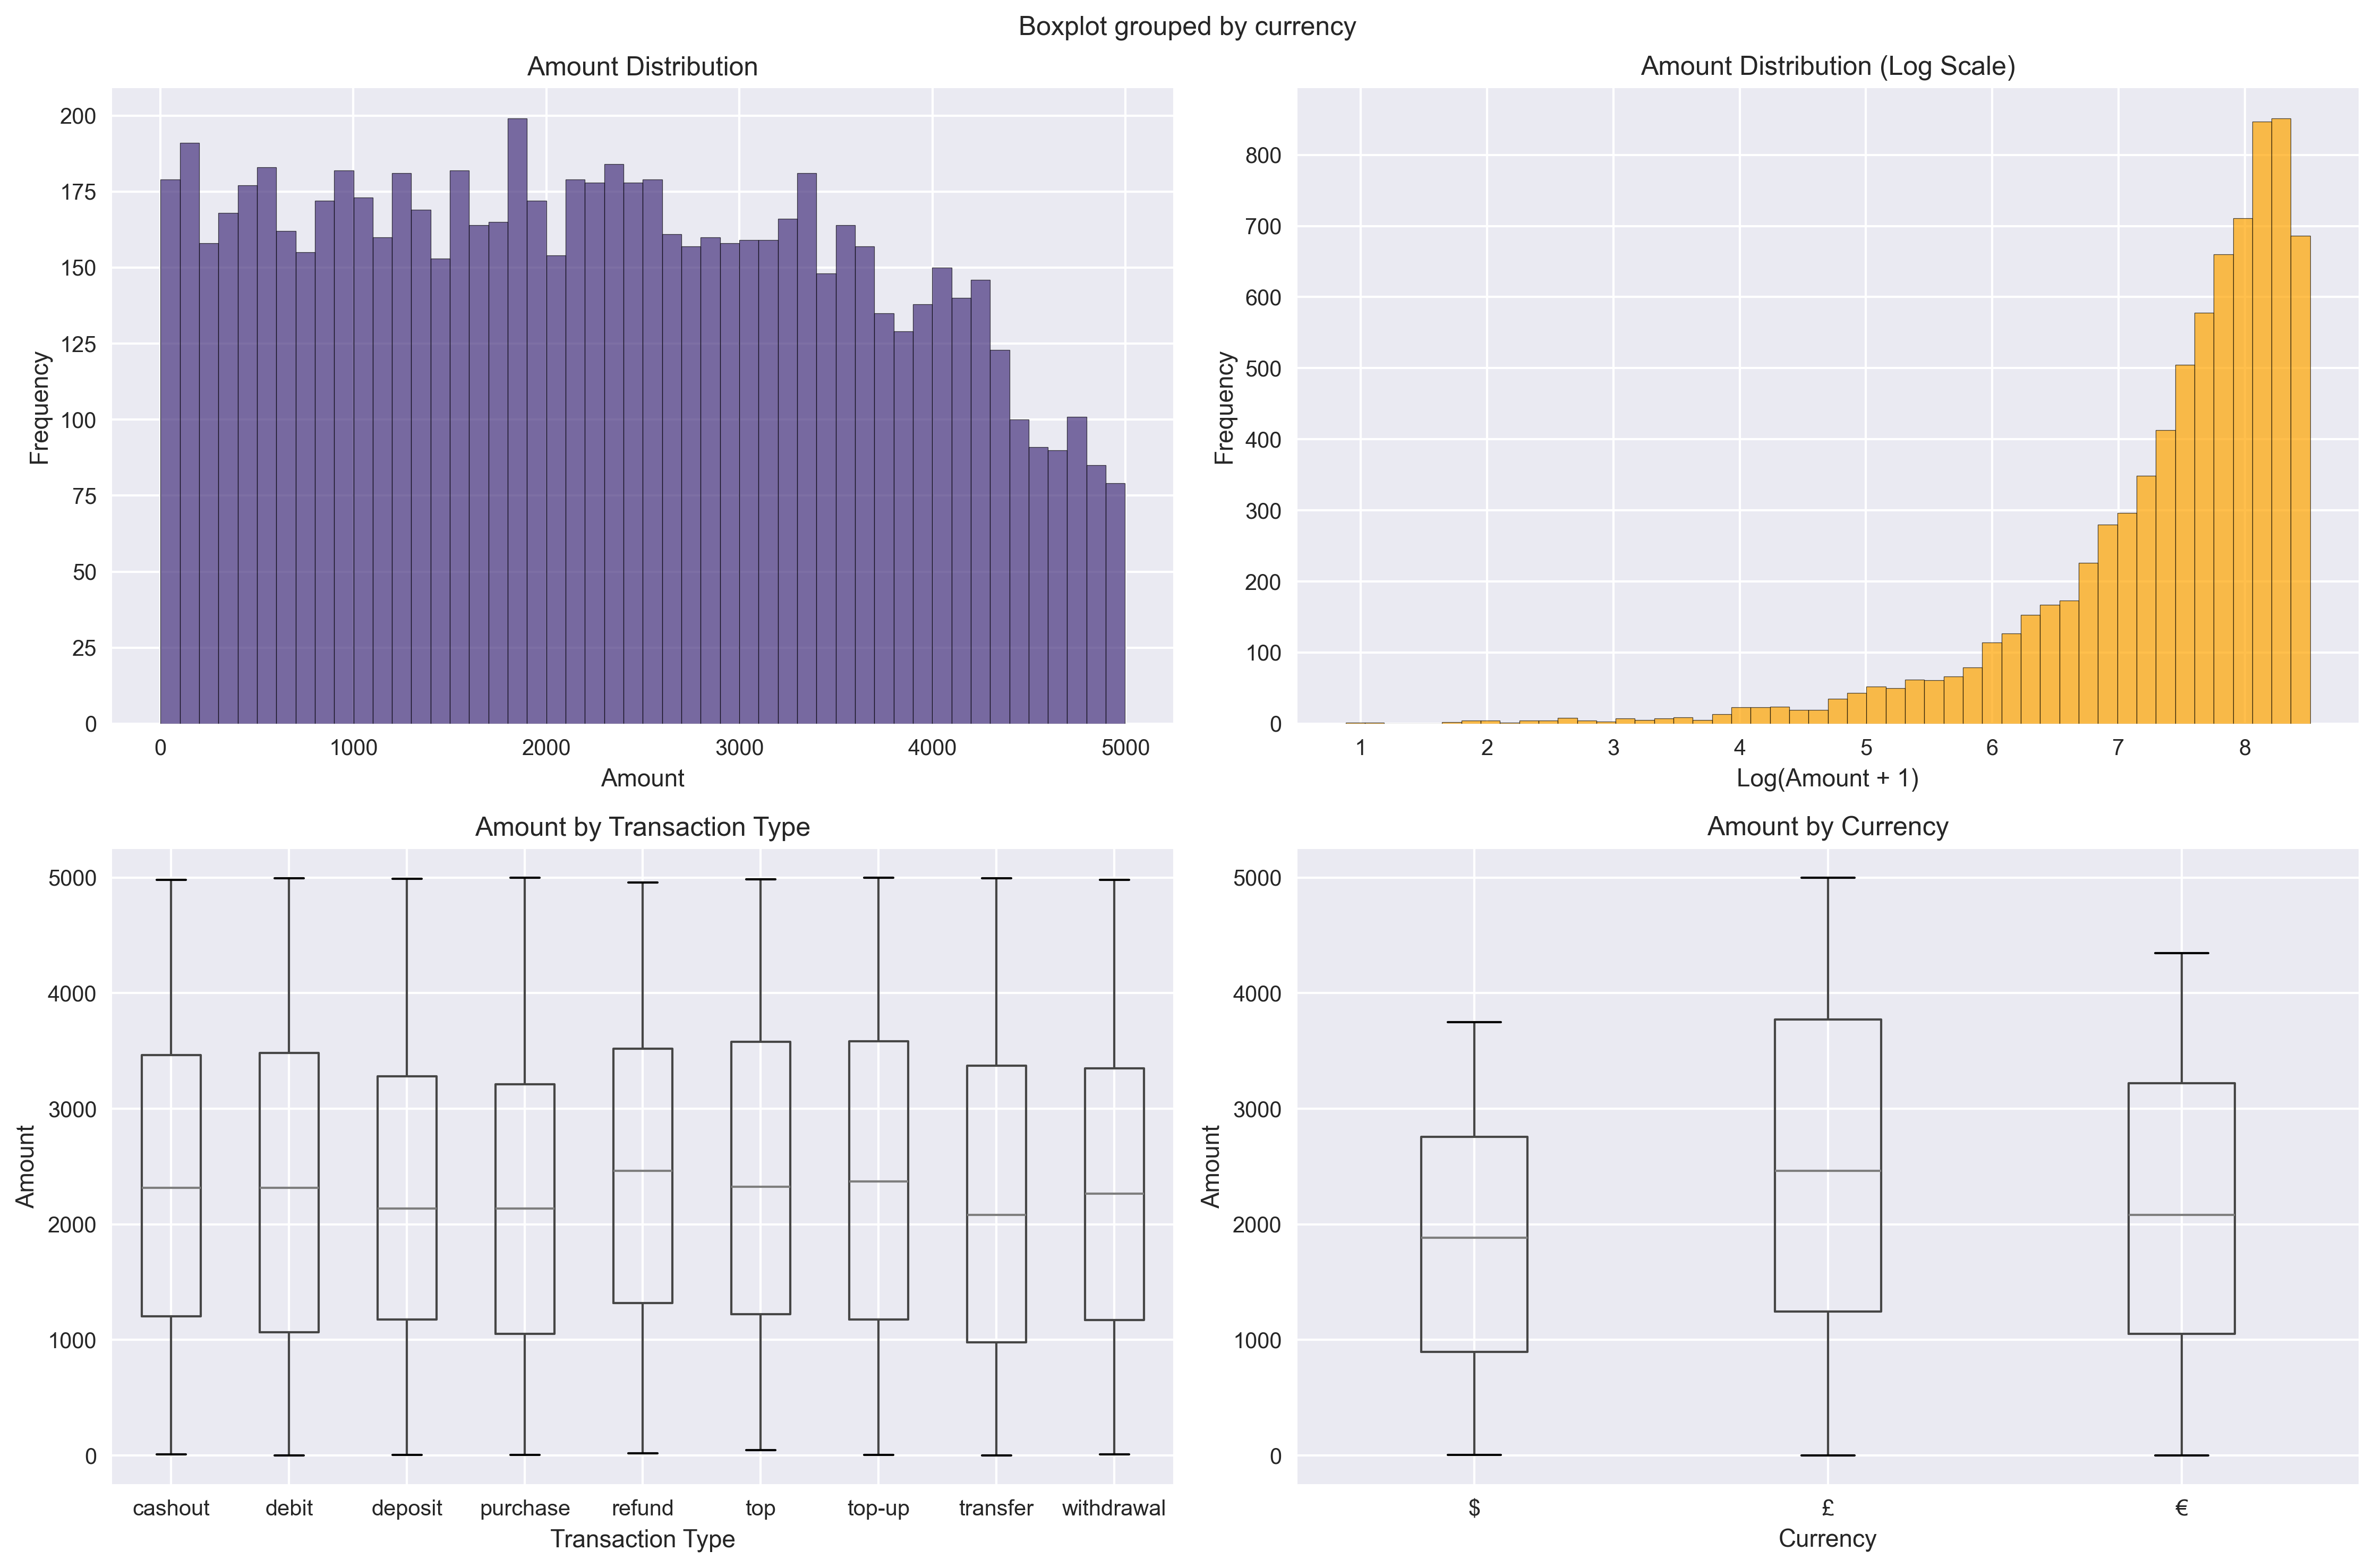 Boxplot grouped by currency
Amount Distribution
200
175
150
125
100
75
50
25
0
Frequency
0 1000 2000 3000 4000 5000
Amount
Amount Distribution (Log Scale)
800
700
600
500
400
300
200
100
0
Frequency
1 2 3 4 5 6 7 8
Log(Amount + 1)
Amount by Transaction Type
5000
4000
3000
2000
1000
0
Amount
cashout debit deposit purchase refund top top-up transfer withdrawal
Transaction Type
Amount by Currency
5000
4000
3000
2000
1000
0
Amount
$ £ €
Currency